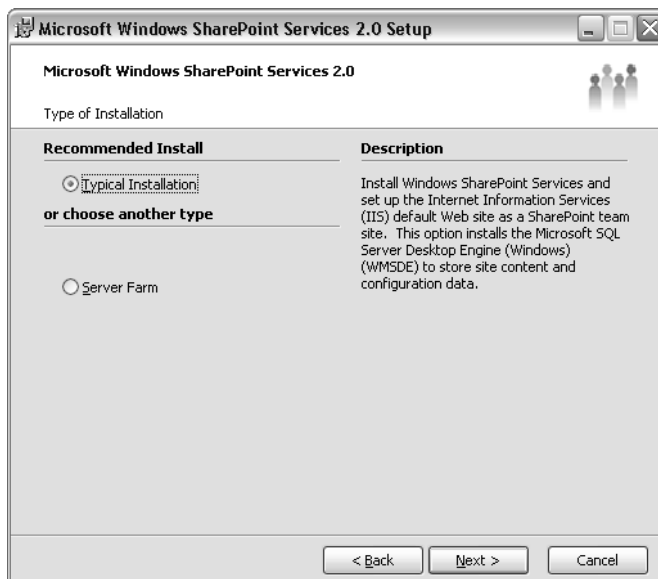 Microsoft Windows SharePoint Services 2.0 Setup
Microsoft Windows SharePoint Services 2.0
Type of Installation
Recommended Install
Typical Installation
or choose another type
Server Farm
Description
Install Windows SharePoint Services and
set up the Internet Information Services
(IIS) default Web site as a SharePoint team
site. This option installs the Microsoft SQL
Server Desktop Engine (Windows)
(WMSDE) to store site content and
configuration data.
< Back
Next >
Cancel